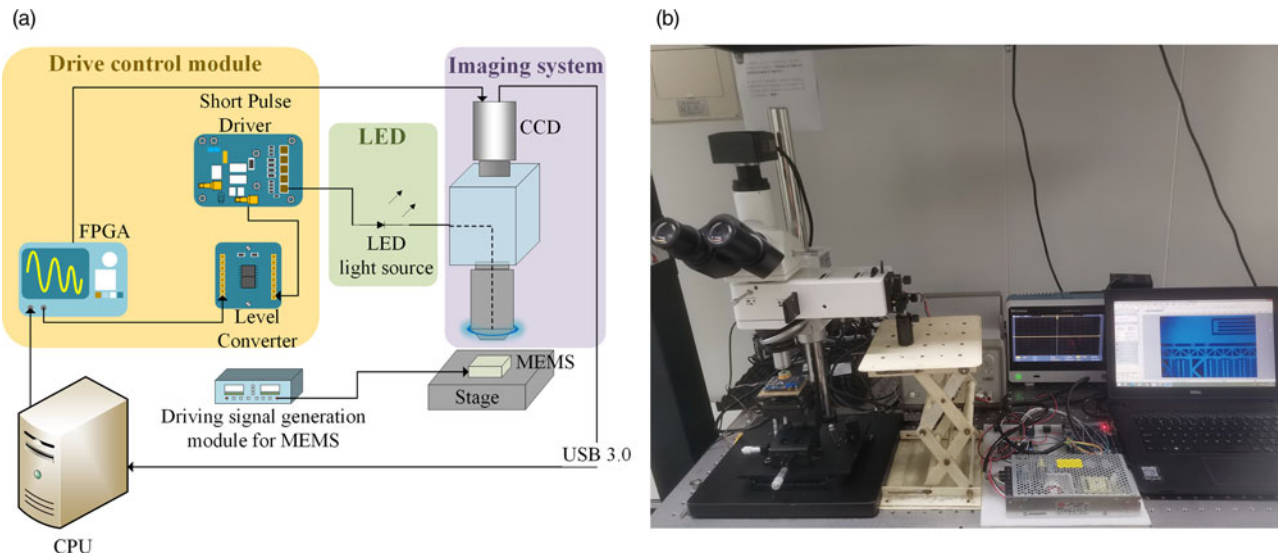 (a)
(b)
Drive control module
Imaging system
Short Pulse
Driver
CCD
LED
FPGA
LED
light source
Level
Converter
MEMS
Stage
Driving signal generation
module for MEMS
USB 3.0
CPU
DELL